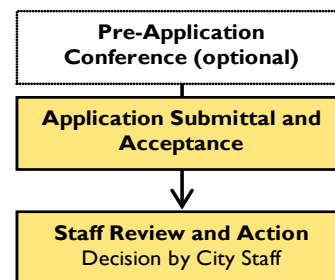 Pre-Application
Conference (optional)
Application Submittal and
Acceptance
Staff Review and Action
Decision by City Staff